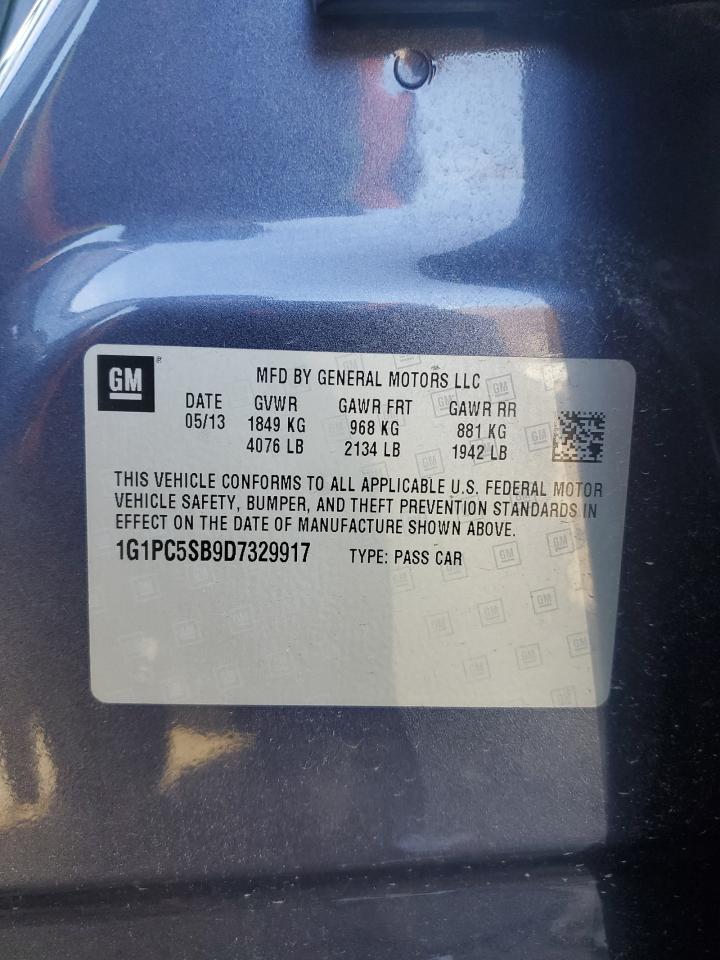 GM
MFD BY GENERAL MOTORS LLC
DATE GVWR GAWR FRT GAWR RR
05/13 1849 KG 968 KG 881 KG
4076 LB 2134 LB 1942 LB
THIS VEHICLE CONFORMS TO ALL APPLICABLE U.S. FEDERAL MOTOR
VEHICLE SAFETY, BUMPER, AND THEFT PREVENTION STANDARDS IN
EFFECT ON THE DATE OF MANUFACTURE SHOWN ABOVE.
1G1PC5SB9D7329917 TYPE: PASS CAR